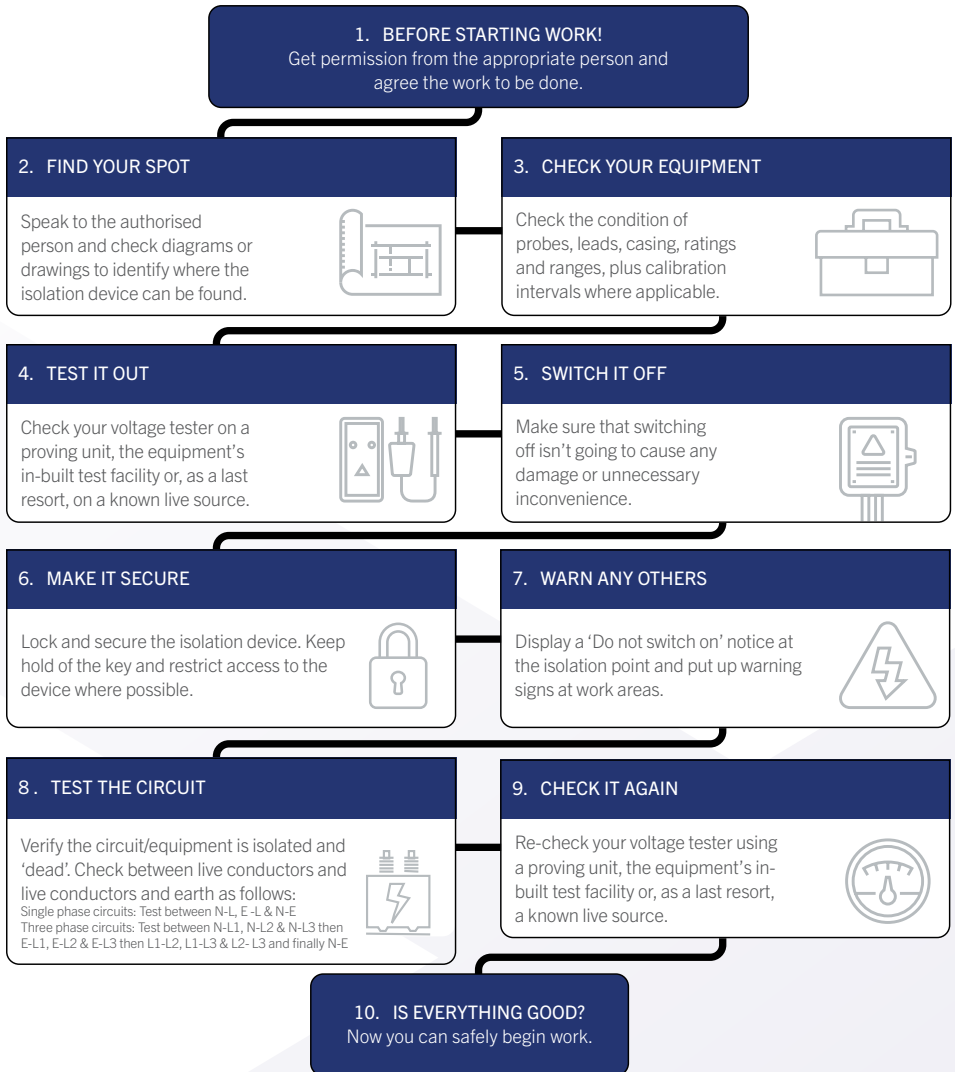 1. BEFORE STARTING WORK!
Get permission from the appropriate person and
agree the work to be done.
2. FIND YOUR SPOT
Speak to the authorised
person and check diagrams or
drawings to identify where the
isolation device can be found.
3. CHECK YOUR EQUIPMENT
Check the condition of
probes, leads, casing, ratings
and ranges, plus calibration
intervals where applicable.
4. TEST IT OUT
Check your voltage tester on a
proving unit, the equipment's
in-built test facility or, as a last
resort, on a known live source.
5. SWITCH IT OFF
Make sure that switching
off isn't going to cause any
damage or unnecessary
inconvenience.
6. MAKE IT SECURE
Lock and secure the isolation device. Keep
hold of the key and restrict access to the
device where possible.
7. WARN ANY OTHERS
Display a 'Do not switch on' notice at
the isolation point and put up warning
signs at work areas.
8 . TEST THE CIRCUIT
Verify the circuit/equipment is isolated and
'dead'. Check between live conductors and
live conductors and earth as follows:
Single phase circuits: Test between N-L, E -L & N-E
Three phase circuits: Test between N-L1, N-L2 & N-L3 then
E-L1, E-L2 & E-L3 then L1-L2, L1-L3 & L2- L3 and finally N-E
9. CHECK IT AGAIN
Re-check your voltage tester using
a proving unit, the equipment's in-
built test facility or, as a last resort,
a known live source.
10. IS EVERYTHING GOOD?
Now you can safely begin work.